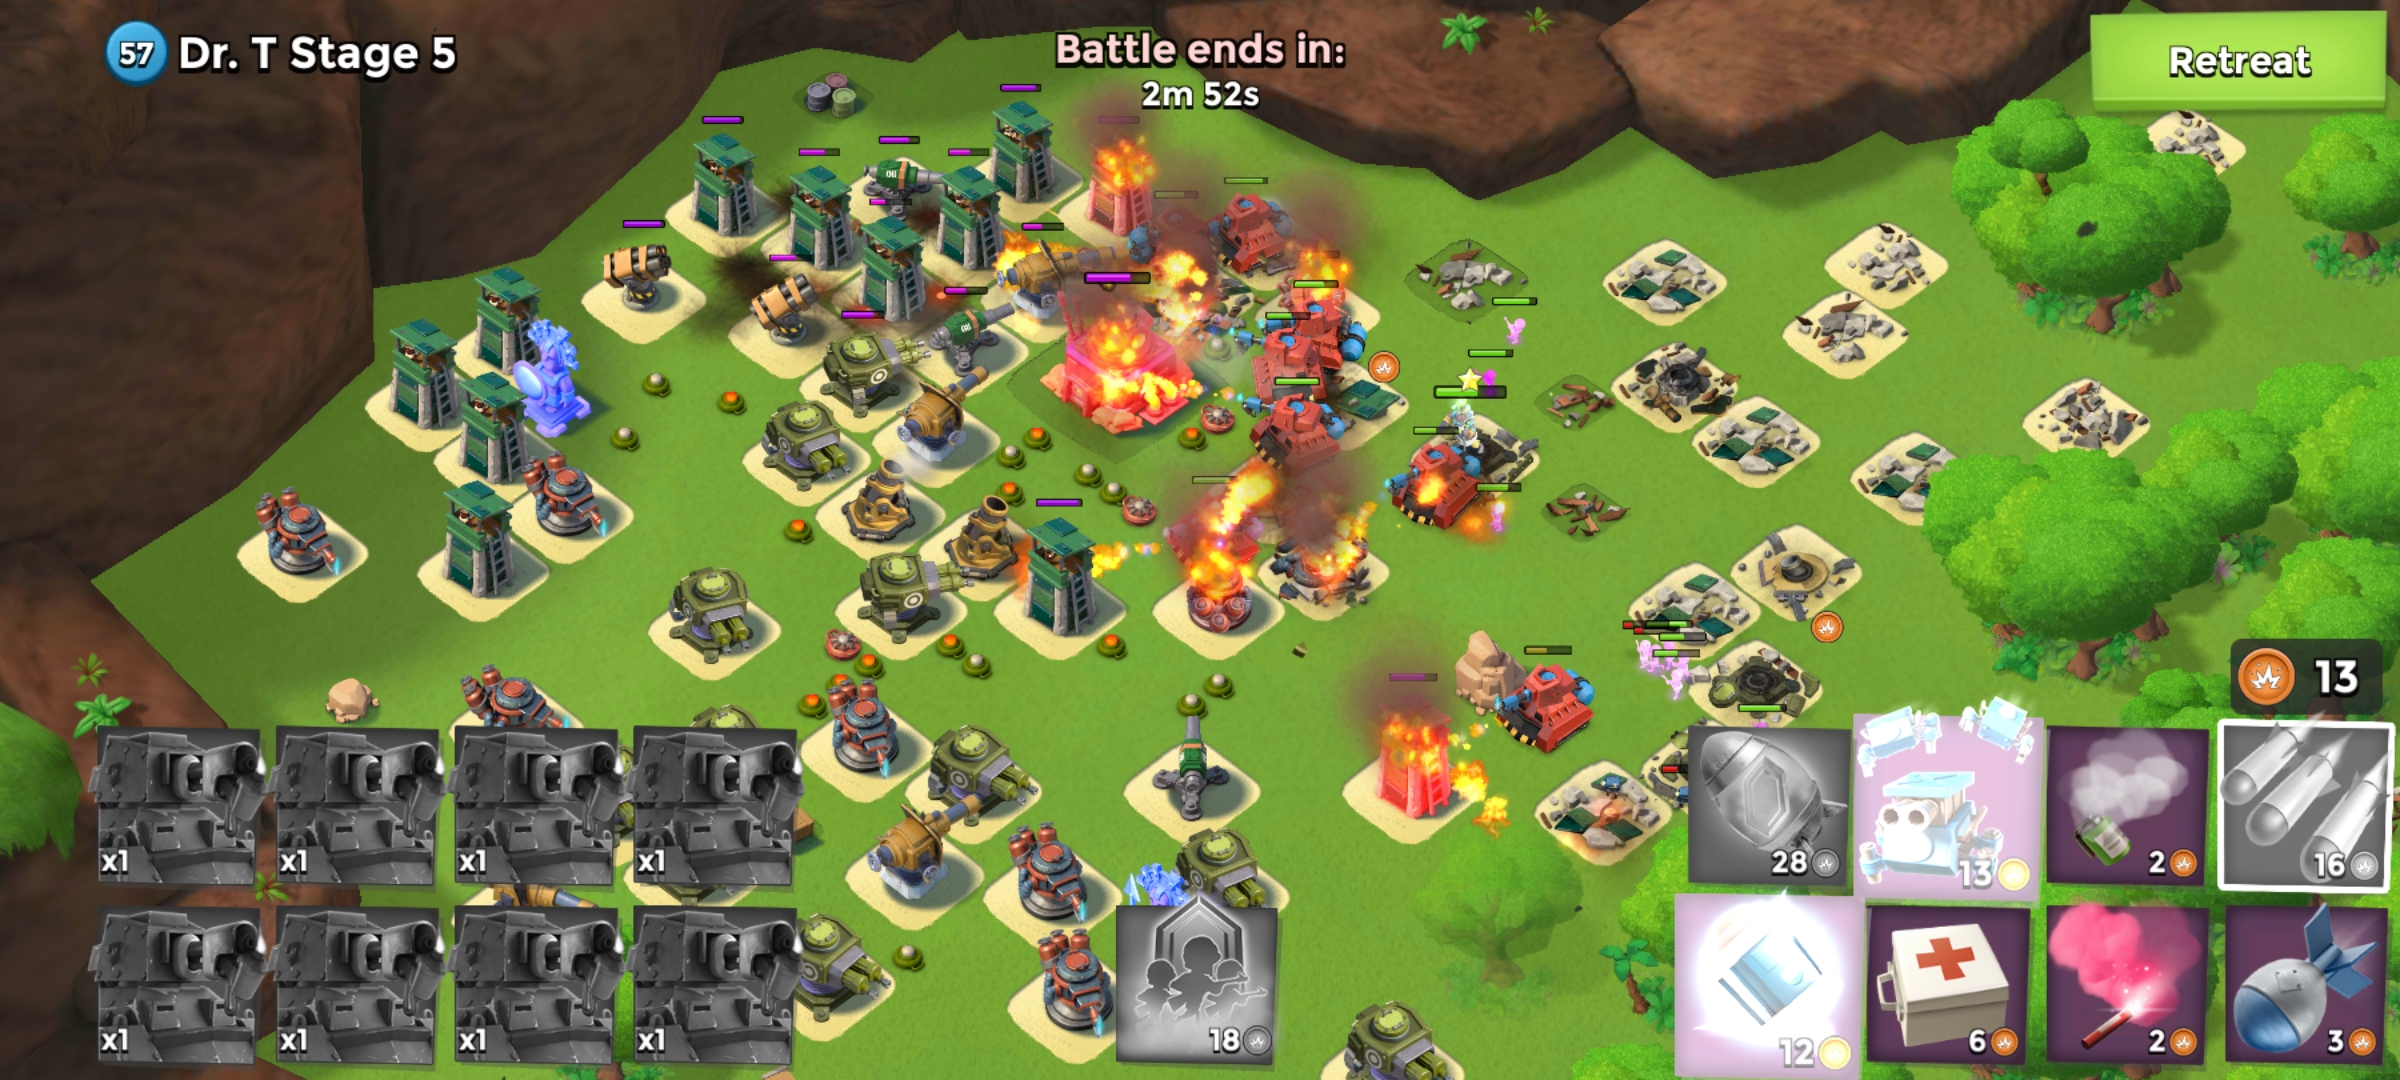 57 Dr. T Stage 5
Battle ends in:
2m 52s
Retreat
13
x1
x1
x1
x1
28
13
2
16
x1
x1
x1
x1
18
12
6
2
3